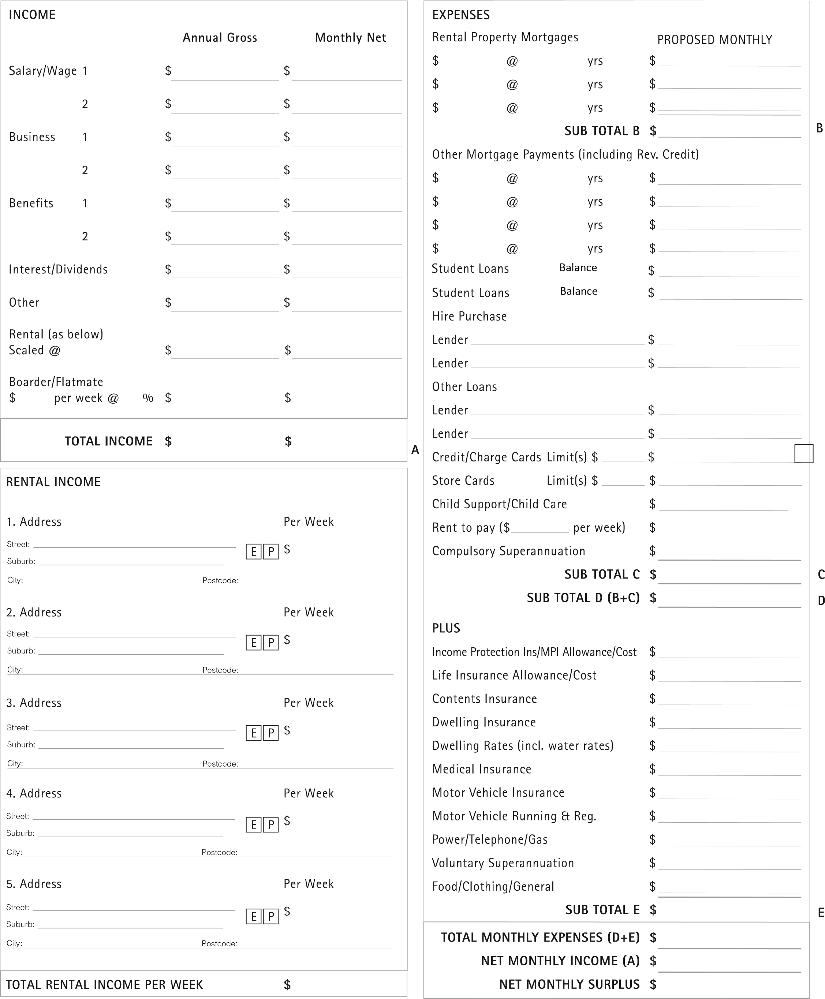 INCOME
Annual Gross Monthly Net
Salary/Wage 1 $ $
2 $ $
Business 1 $ $
2 $ $
Benefits 1 $ $
2 $ $
Interest/Dividends $ $
Other $ $
Rental (as below)
Scaled @ $ $
Boarder/Flatmate
$ per week @ % $ $
TOTAL INCOME $ $
A
RENTAL INCOME
1. Address Per Week
Street:
E P $
Suburb:
City: Postcode:
2. Address Per Week
Street:
E P $
Suburb:
City: Postcode:
3. Address Per Week
Street:
E P $
Suburb:
City: Postcode:
4. Address Per Week
Street:
E P $
Suburb:
City: Postcode:
5. Address Per Week
Street:
E P $
Suburb:
City: Postcode:
TOTAL RENTAL INCOME PER WEEK $
EXPENSES
Rental Property Mortgages PROPOSED MONTHLY
$ @ yrs $
$ @ yrs $
$ @ yrs $
SUB TOTAL B $ B
Other Mortgage Payments (including Rev. Credit)
$ @ yrs $
$ @ yrs $
$ @ yrs $
$ @ yrs $
Student Loans Balance $
Student Loans Balance $
Hire Purchase
Lender $
Lender $
Other Loans
Lender $
Lender $
Credit/Charge Cards Limit(s) $ $
Store Cards Limit(s) $ $
Child Support/Child Care $
Rent to pay ($ per week) $
Compulsory Superannuation $
SUB TOTAL C $ C
SUB TOTAL D (B+C) $ D
PLUS
Income Protection Ins/MPI Allowance/Cost $
Life Insurance Allowance/Cost $
Contents Insurance $
Dwelling Insurance $
Dwelling Rates (incl. water rates) $
Medical Insurance $
Motor Vehicle Insurance $
Motor Vehicle Running & Reg. $
Power/Telephone/Gas $
Voluntary Superannuation $
Food/Clothing/General $
SUB TOTAL E $ E
TOTAL MONTHLY EXPENSES (D+E) $
NET MONTHLY INCOME (A) $
NET MONTHLY SURPLUS $